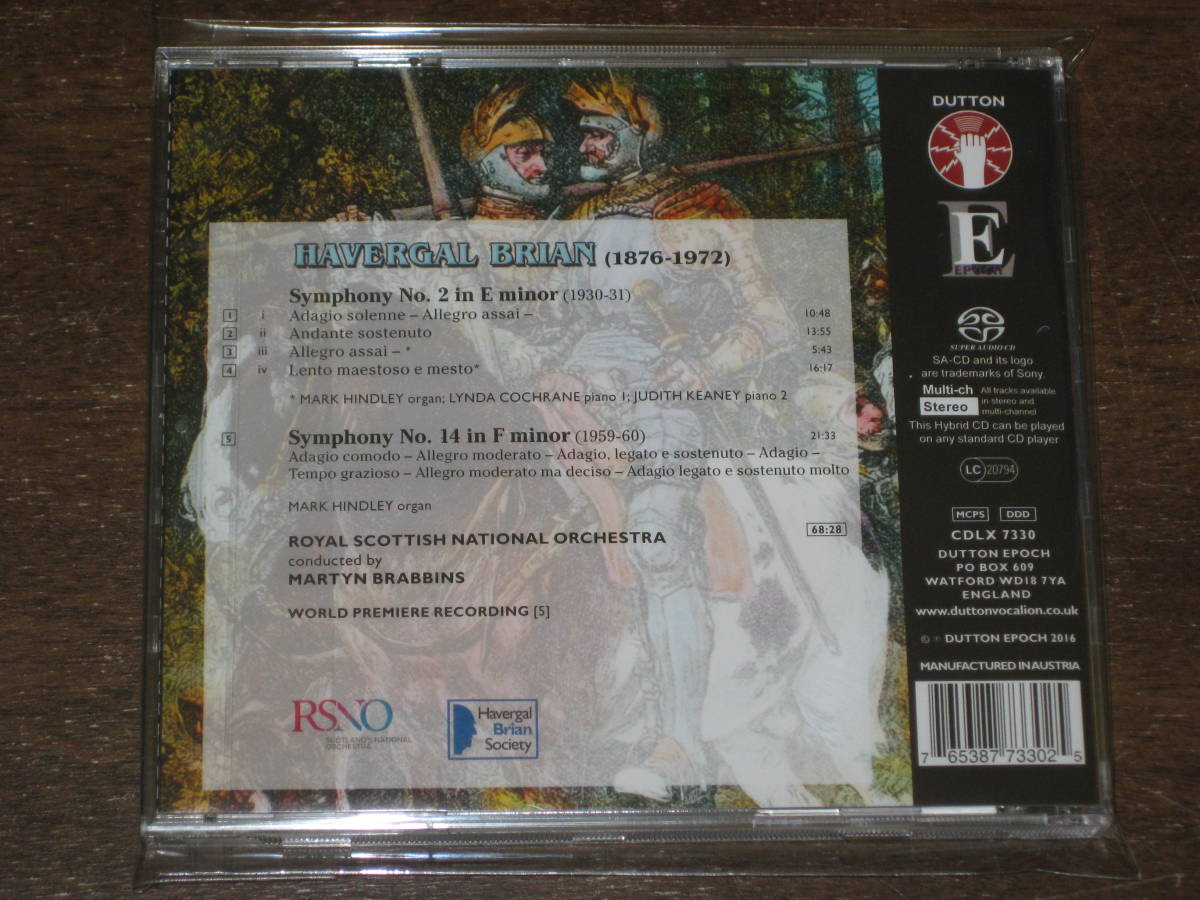 HAVERGAL BRIAN (1876-1972)
Symphony No. 2 in E minor (1930-31)
1 i Adagio solenne – Allegro assai – 10:48
2 ii Andante sostenuto 13:55
3 iii Allegro assai – * 5:43
4 iv Lento maestoso e mesto* 16:17
* MARK HINDLEY organ; LYNDA COCHRANE piano 1; JUDITH KEANEY piano 2
5 Symphony No. 14 in F minor (1959-60) 21:33
Adagio comodo – Allegro moderato – Adagio, legato e sostenuto – Adagio –
Tempo grazioso – Allegro moderato ma deciso – Adagio legato e sostenuto molto
MARK HINDLEY organ
68:28
ROYAL SCOTTISH NATIONAL ORCHESTRA
conducted by
MARTYN BRABBINS
WORLD PREMIERE RECORDING [5]
RSNO
SCOTLAND'S NATIONAL
ORCHESTRA
Havergal
Brian
Society
DUTTON
E
EPOCH
SUPER AUDIO CD
SA-CD and its logo
are trademarks of Sony.
Multi-ch
Stereo
All tracks available
in stereo and
multi-channel
This Hybrid CD can be played
on any standard CD player
LC 20794
MCPS DDD
CDLX 7330
DUTTON EPOCH
PO BOX 609
WATFORD WD18 7YA
ENGLAND
www.duttonvocalion.co.uk
DUTTON EPOCH 2016
MANUFACTURED IN AUSTRIA
7 65387 73302 5